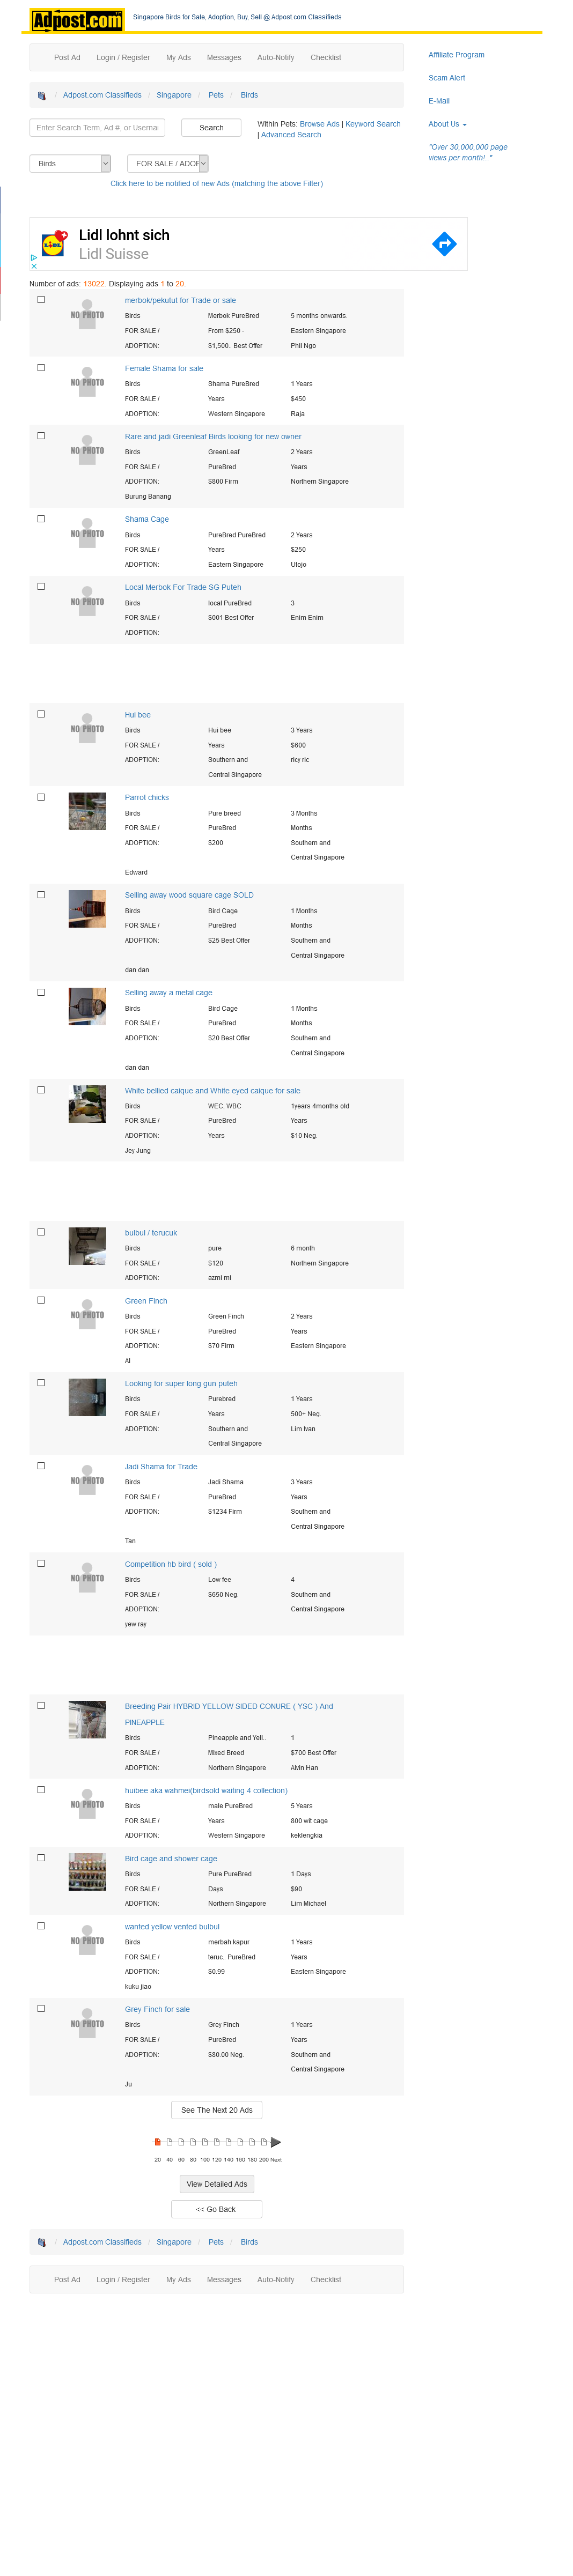 Adpost.com
Singapore Birds for Sale, Adoption, Buy, Sell @ Adpost.com Classifieds
Post Ad Login / Register My Ads Messages Auto-Notify Checklist
Affiliate Program
Scam Alert
E-Mail
About Us
"Over 30,000,000 page
views per month!.."
/ Adpost.com Classifieds / Singapore / Pets / Birds
Enter Search Term, Ad #, or Usernam
Search
Within Pets: Browse Ads | Keyword Search
| Advanced Search
Birds
FOR SALE / ADOP
Click here to be notified of new Ads (matching the above Filter)
Lidl lohnt sich
Lidl Suisse
Number of ads: 13022. Displaying ads 1 to 20.
NO PHOTO
merbok/pekutut for Trade or sale
Birds Merbok PureBred 5 months onwards.
FOR SALE / From $250 - Eastern Singapore
ADOPTION: $1,500.. Best Offer Phil Ngo
NO PHOTO
Female Shama for sale
Birds Shama PureBred 1 Years
FOR SALE / Years $450
ADOPTION: Western Singapore Raja
NO PHOTO
Rare and jadi Greenleaf Birds looking for new owner
Birds GreenLeaf 2 Years
FOR SALE / PureBred Years
ADOPTION: $800 Firm Northern Singapore
Burung Banang
NO PHOTO
Shama Cage
Birds PureBred PureBred 2 Years
FOR SALE / Years $250
ADOPTION: Eastern Singapore Utojo
NO PHOTO
Local Merbok For Trade SG Puteh
Birds local PureBred 3
FOR SALE / $001 Best Offer Enim Enim
ADOPTION:
NO PHOTO
Hui bee
Birds Hui bee 3 Years
FOR SALE / Years $600
ADOPTION: Southern and ricy ric
Central Singapore
Parrot chicks
Birds Pure breed 3 Months
FOR SALE / PureBred Months
ADOPTION: $200 Southern and
Central Singapore
Edward
Selling away wood square cage SOLD
Birds Bird Cage 1 Months
FOR SALE / PureBred Months
ADOPTION: $25 Best Offer Southern and
Central Singapore
dan dan
Selling away a metal cage
Birds Bird Cage 1 Months
FOR SALE / PureBred Months
ADOPTION: $20 Best Offer Southern and
Central Singapore
dan dan
White bellied caique and White eyed caique for sale
Birds WEC, WBC 1years 4months old
FOR SALE / PureBred Years
ADOPTION: Years $10 Neg.
Jey Jung
bulbul / terucuk
Birds pure 6 month
FOR SALE / $120 Northern Singapore
ADOPTION: azmi mi
NO PHOTO
Green Finch
Birds Green Finch 2 Years
FOR SALE / PureBred Years
ADOPTION: $70 Firm Eastern Singapore
Al
Looking for super long gun puteh
Birds Purebred 1 Years
FOR SALE / Years 500+ Neg.
ADOPTION: Southern and Lim Ivan
Central Singapore
NO PHOTO
Jadi Shama for Trade
Birds Jadi Shama 3 Years
FOR SALE / PureBred Years
ADOPTION: $1234 Firm Southern and
Central Singapore
Tan
NO PHOTO
Competition hb bird ( sold )
Birds Low fee 4
FOR SALE / $650 Neg. Southern and
ADOPTION: Central Singapore
yew ray
Breeding Pair HYBRID YELLOW SIDED CONURE ( YSC ) And
PINEAPPLE
Birds Pineapple and Yell.. 1
FOR SALE / Mixed Breed $700 Best Offer
ADOPTION: Northern Singapore Alvin Han
NO PHOTO
huibee aka wahmei(birdsold waiting 4 collection)
Birds male PureBred 5 Years
FOR SALE / Years 800 wit cage
ADOPTION: Western Singapore keklengkia
Bird cage and shower cage
Birds Pure PureBred 1 Days
FOR SALE / Days $90
ADOPTION: Northern Singapore Lim Michael
NO PHOTO
wanted yellow vented bulbul
Birds merbah kapur 1 Years
FOR SALE / teruc.. PureBred Years
ADOPTION: $0.99 Eastern Singapore
kuku jiao
NO PHOTO
Grey Finch for sale
Birds Grey Finch 1 Years
FOR SALE / PureBred Years
ADOPTION: $80.00 Neg. Southern and
Central Singapore
Ju
See The Next 20 Ads
20 40 60 80 100 120 140 160 180 200 Next
View Detailed Ads
<< Go Back
/ Adpost.com Classifieds / Singapore / Pets / Birds
Post Ad Login / Register My Ads Messages Auto-Notify Checklist